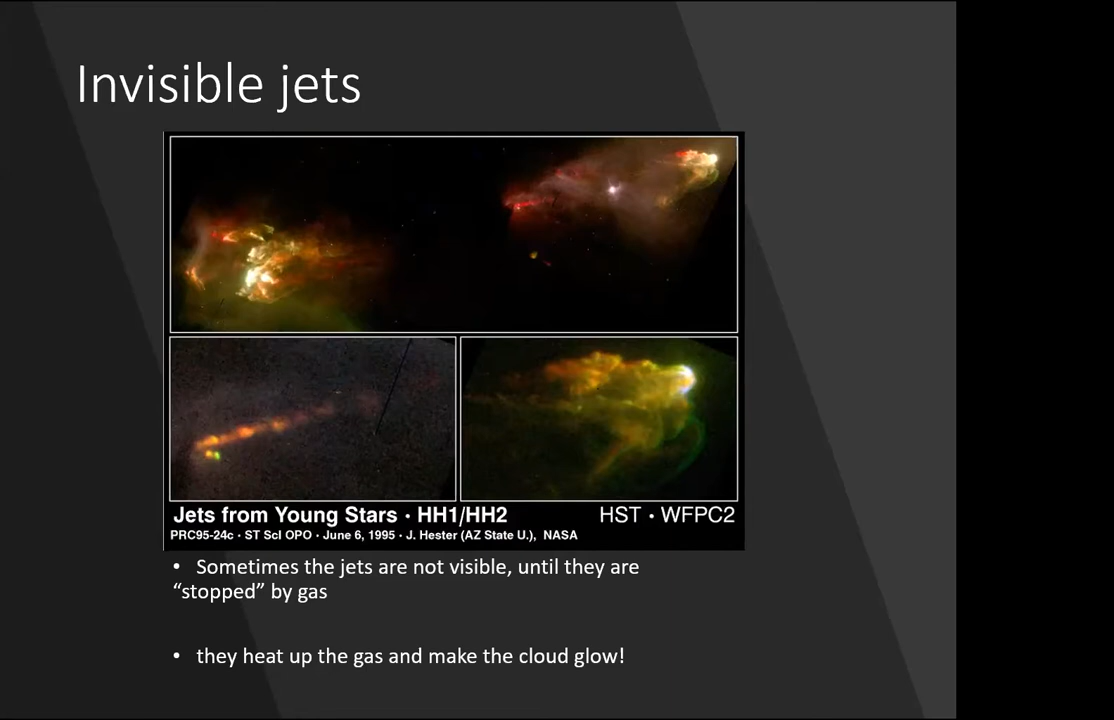 Invisible jets
Jets from Young Stars · HH1/HH2
HST · WFPC2
PRC95-24c · ST ScI OPO · June 6, 1995 · J. Hester (AZ State U.), NASA
• Sometimes the jets are not visible, until they are
“stopped” by gas
• they heat up the gas and make the cloud glow!